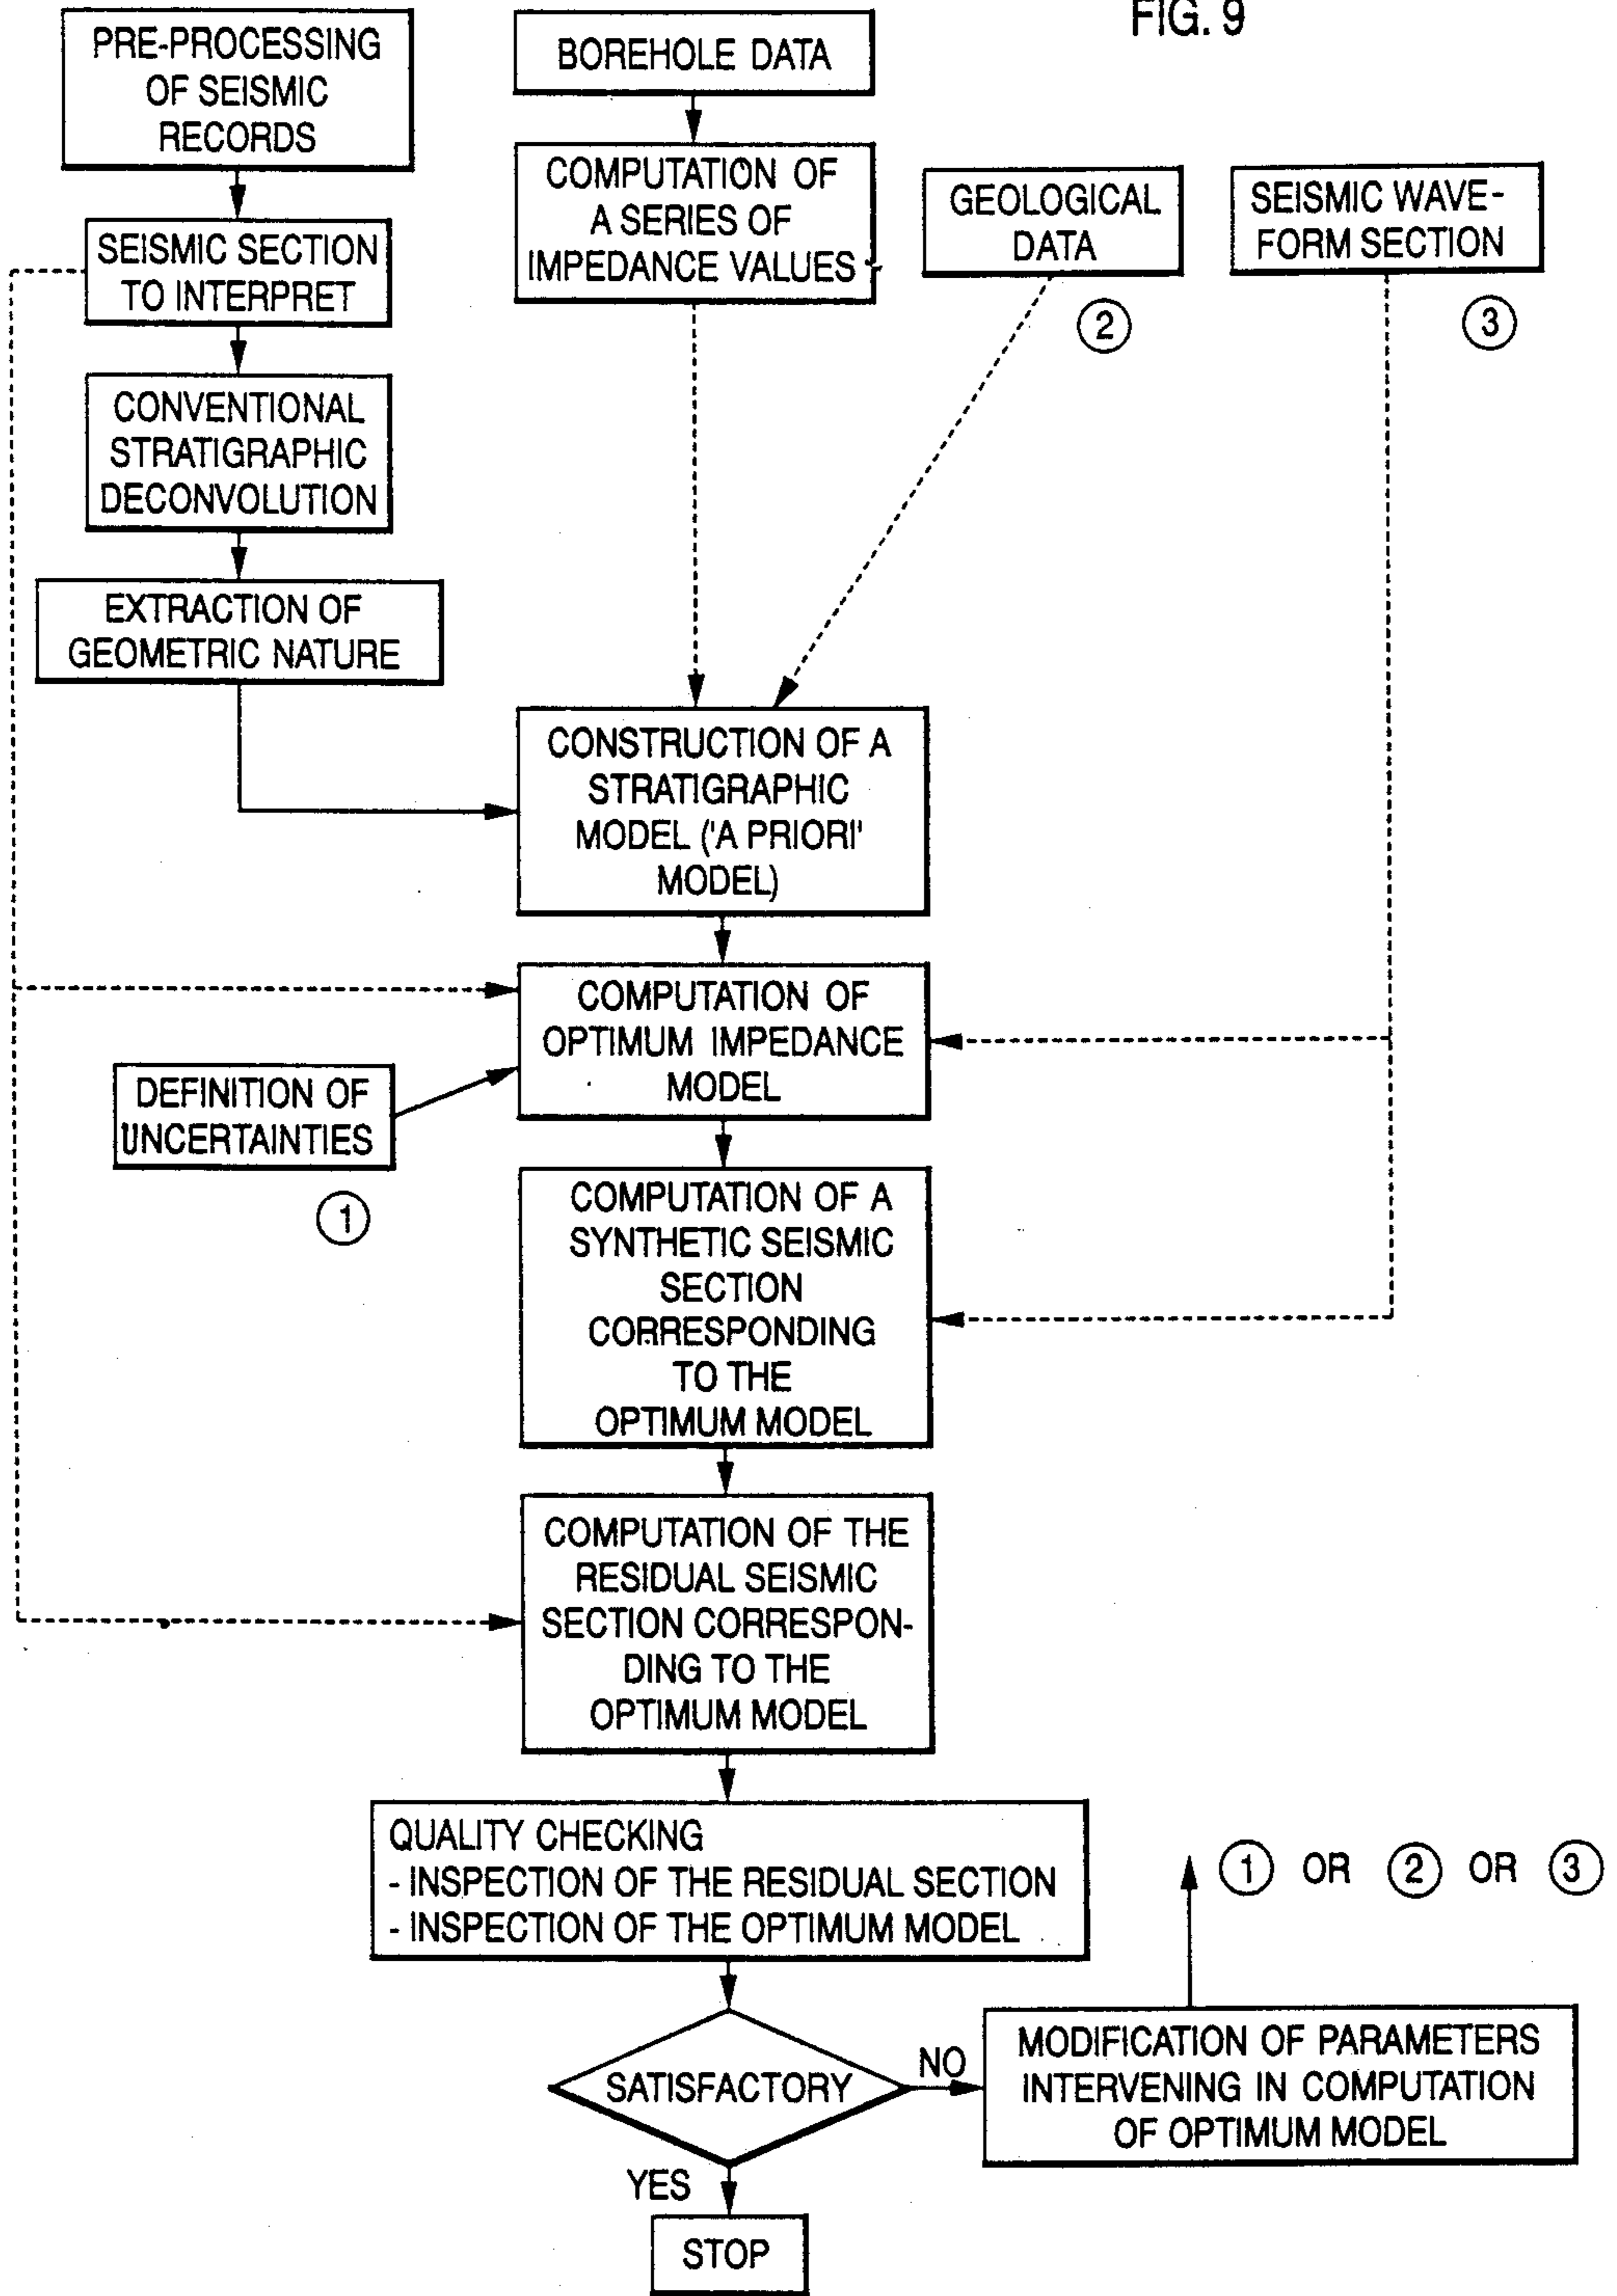 FIG. 9
PRE-PROCESSING
OF SEISMIC
RECORDS
BOREHOLE DATA
COMPUTATION OF
A SERIES OF
IMPEDANCE VALUES
GEOLOGICAL
DATA
2
SEISMIC WAVE-
FORM SECTION
3
SEISMIC SECTION
TO INTERPRET
CONVENTIONAL
STRATIGRAPHIC
DECONVOLUTION
EXTRACTION OF
GEOMETRIC NATURE
CONSTRUCTION OF A
STRATIGRAPHIC
MODEL ('A PRIORI'
MODEL)
COMPUTATION OF
OPTIMUM IMPEDANCE
MODEL
DEFINITION OF
UNCERTAINTIES
1
COMPUTATION OF A
SYNTHETIC SEISMIC
SECTION
CORRESPONDING
TO THE
OPTIMUM MODEL
COMPUTATION OF THE
RESIDUAL SEISMIC
SECTION CORRESPON-
DING TO THE
OPTIMUM MODEL
QUALITY CHECKING
- INSPECTION OF THE RESIDUAL SECTION
- INSPECTION OF THE OPTIMUM MODEL
1 OR 2 OR 3
SATISFACTORY
NO
MODIFICATION OF PARAMETERS
INTERVENING IN COMPUTATION
OF OPTIMUM MODEL
YES
STOP